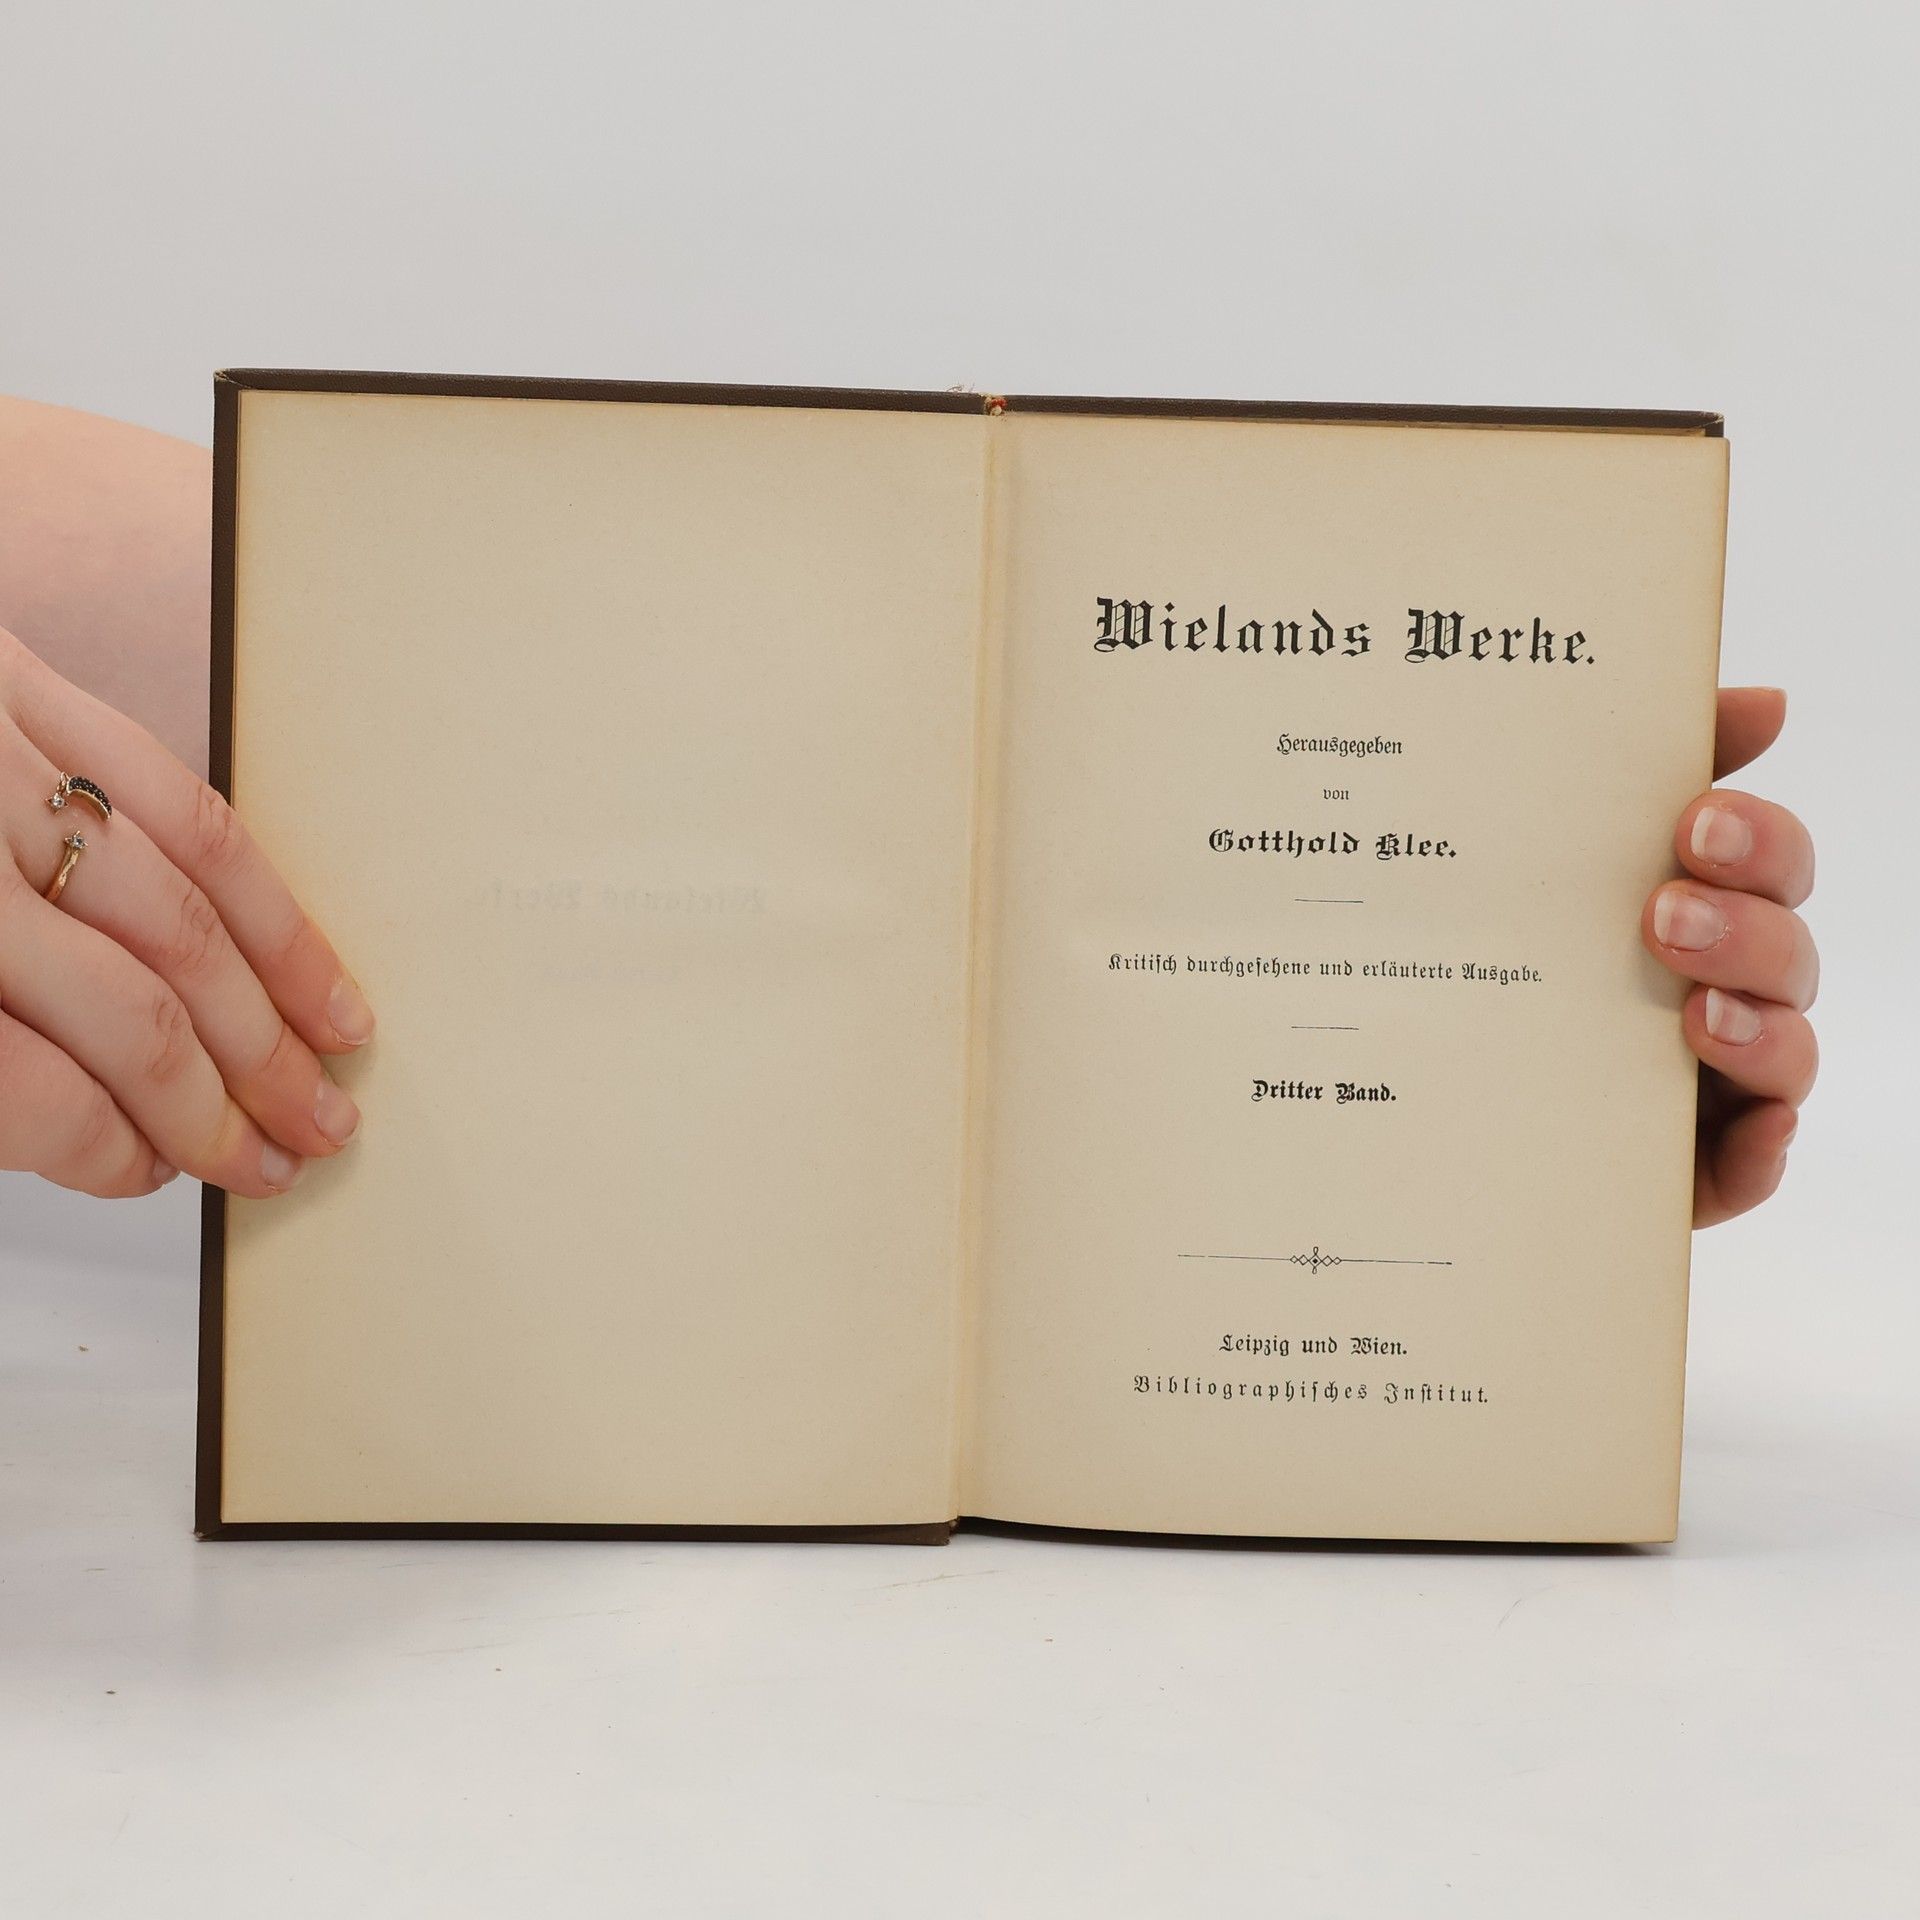 Wielands Werke.
Herausgegeben
von
Gotthold Klee.
Kritiſch durchgeſehene und erläuterte Ausgabe.
Dritter Band.
Leipzig und Wien.
Bibliographiſches Inſtitut.